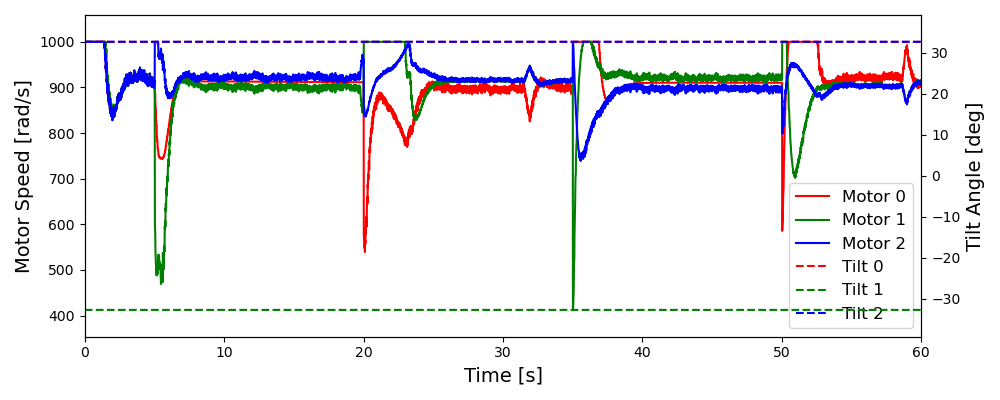 1000
900
800
700
600
500
400
Motor Speed [rad/s]
30
20
10
0
−10
−20
−30
Tilt Angle [deg]
Motor 0
Motor 1
Motor 2
Tilt 0
Tilt 1
Tilt 2
0 10 20 30 40 50 60
Time [s]